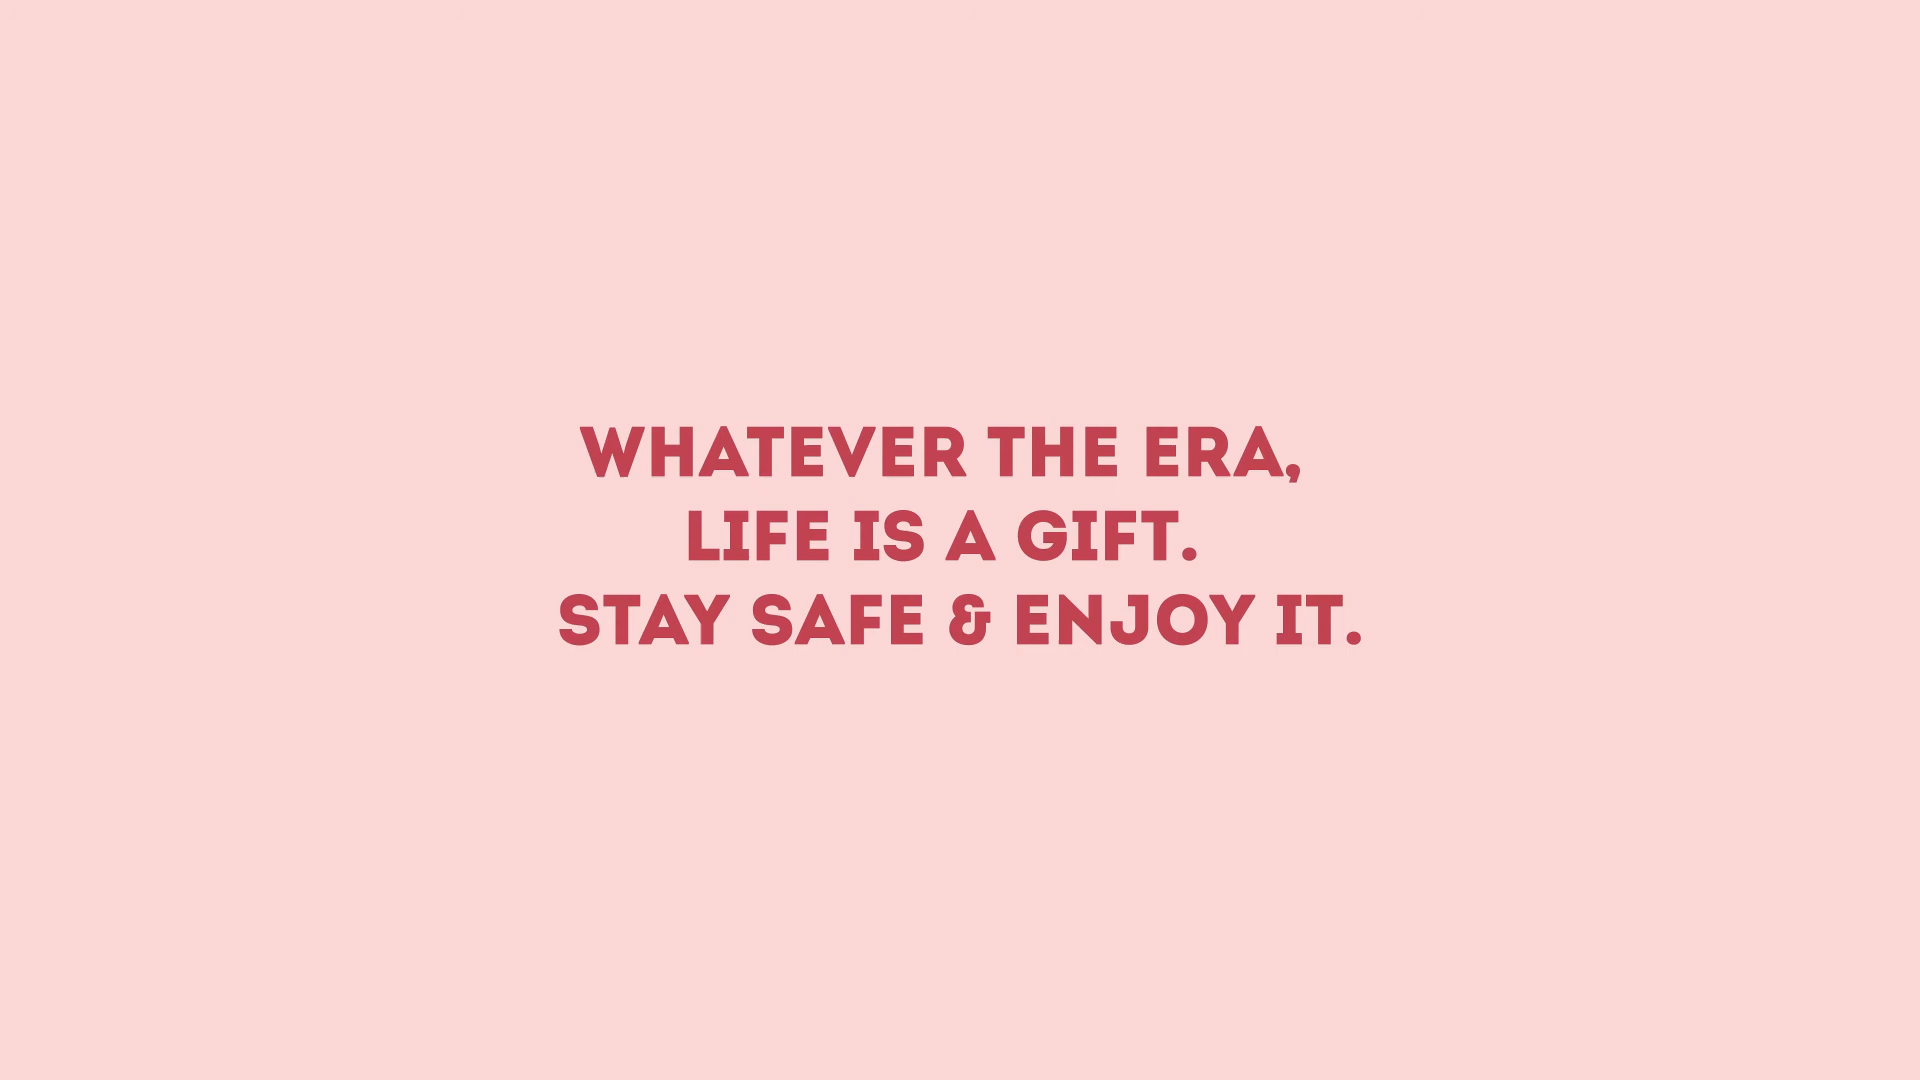 WHATEVER THE ERA,
LIFE IS A GIFT.
STAY SAFE & ENJOY IT.